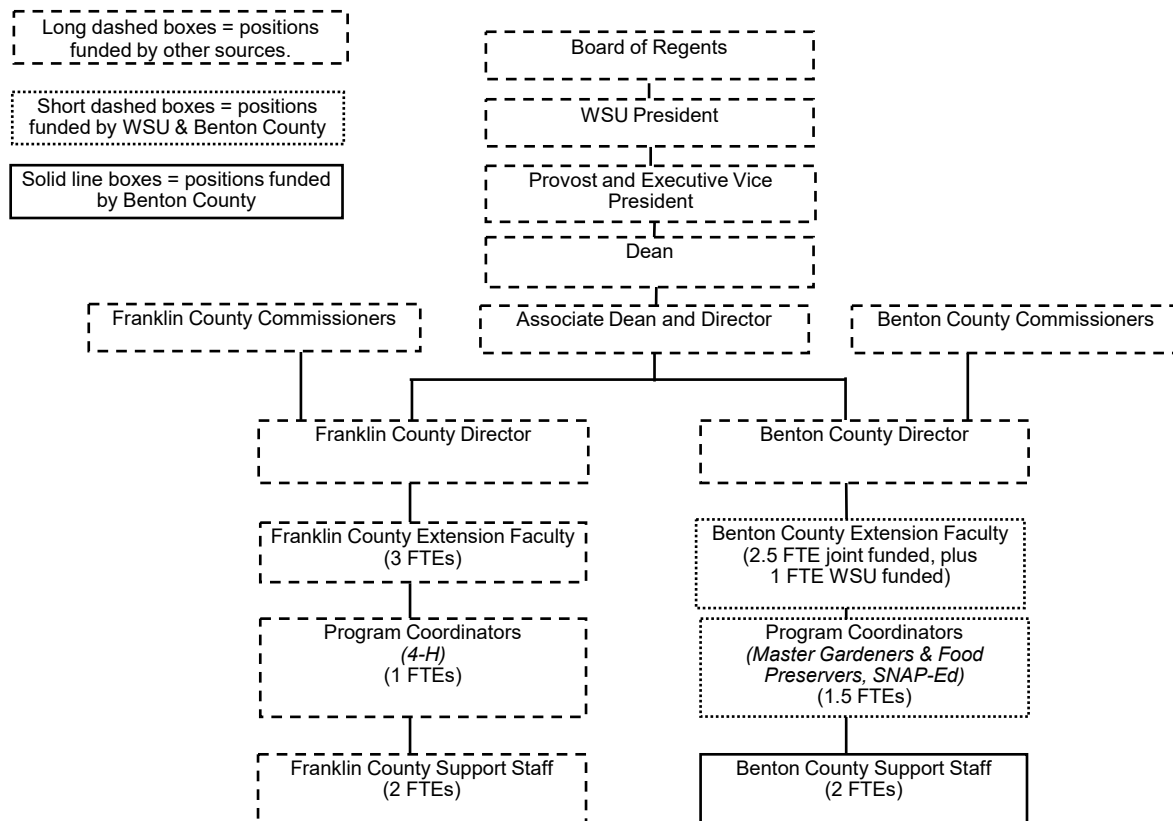 Long dashed boxes = positions
funded by other sources.
Short dashed boxes = positions
funded by WSU & Benton County
Solid line boxes = positions funded
by Benton County
Board of Regents
WSU President
Provost and Executive Vice
President
Dean
Franklin County Commissioners
Associate Dean and Director
Benton County Commissioners
Franklin County Director
Benton County Director
Franklin County Extension Faculty
(3 FTEs)
Benton County Extension Faculty
(2.5 FTE joint funded, plus
1 FTE WSU funded)
Program Coordinators
(4-H)
(1 FTEs)
Program Coordinators
(Master Gardeners & Food
Preservers, SNAP-Ed)
(1.5 FTEs)
Franklin County Support Staff
(2 FTEs)
Benton County Support Staff
(2 FTEs)